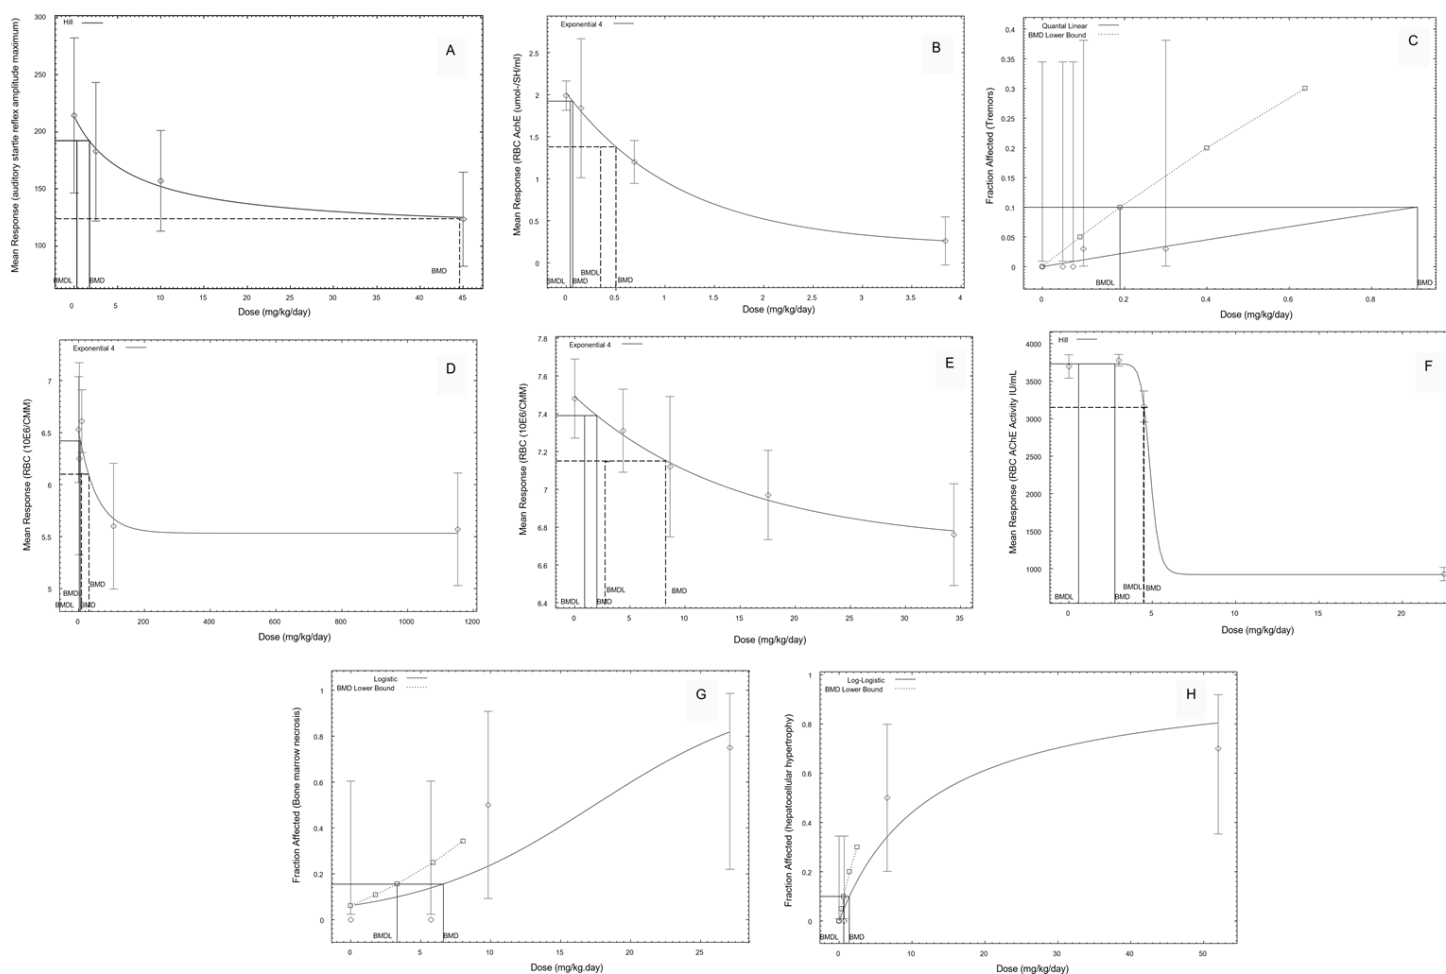 Hill
A
Mean Response (auditory startle reflex amplitude maximum)
300
250
200
150
100
BMDL
BMD
BMD
0
5
10
15
20
25
30
35
40
45
Dose (mg/kg/day)
Exponential 4
B
Mean Response (RBC AchE (umol-/SH/ml)
2.5
2
1.5
1
0.5
0
BMDL
BMD
BMDL
BMD
0
0.5
1
1.5
2
2.5
3
3.5
4
Dose (mg/kg/day)
Quantal Linear
BMD Lower Bound
C
Fraction Affected (Tremors)
0.4
0.35
0.3
0.25
0.2
0.15
0.1
0.05
0
BMDL
BMD
0
0.2
0.4
0.6
0.8
Dose (mg/kg/day)
Exponential 4
D
Mean Response (RBC (10E6/CMM)
7
6.5
6
5.5
5
BMD
BMD
BMDL
BMD
0
200
400
600
800
1000
1200
Dose (mg/kg/day)
Exponential 4
E
Mean Response (RBC (10E6/CMM)
7.8
7.6
7.4
7.2
7
6.8
6.6
6.4
BMDL
BMD
BMDL
BMD
0
5
10
15
20
25
30
35
Dose (mg/kg/day)
Hill
F
Mean Response (RBC AChE Activity IU/mL
4000
3500
3000
2500
2000
1500
1000
BMDL
BMD
BMDL
BMD
0
5
10
15
20
Dose (mg/kg/day)
Logistic
BMD Lower Bound
G
Fraction Affected (Bone marrow necrosis)
1
0.8
0.6
0.4
0.2
0
BMDL
BMD
0
5
10
15
20
25
Dose (mg/kg.day)
Log-Logistic
BMD Lower Bound
H
Fraction Affected (hepatocellular hypertrophy)
1
0.8
0.6
0.4
0.2
0
BMDL
BMD
0
10
20
30
40
50
Dose (mg/kg/day)